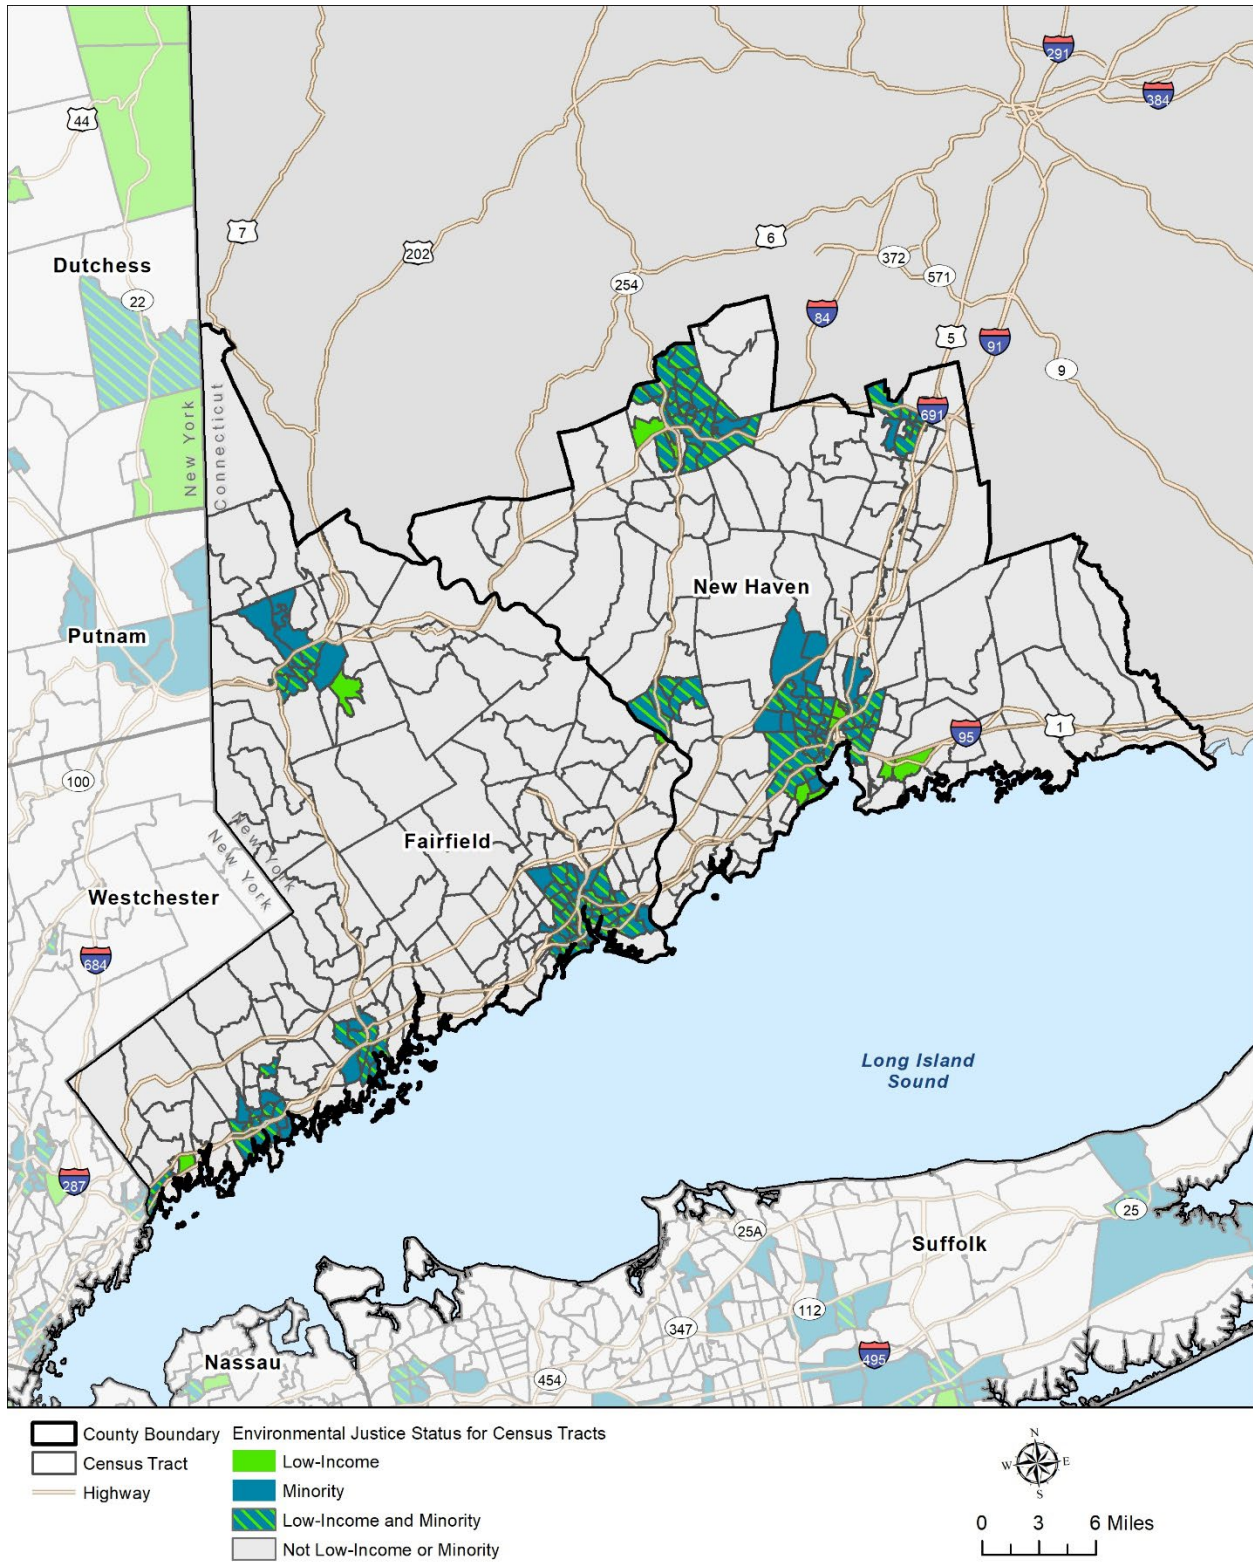 291
384
44
7
6
202
372
571
Dutchess
254
22
84
5
91
9
691
New York
Connecticut
New Haven
Putnam
95
1
100
Fairfield
New York
New York
Westchester
684
Long Island
Sound
287
25
25A
Suffolk
112
347
495
Nassau
454
County Boundary
Census Tract
Highway
Environmental Justice Status for Census Tracts
Low-Income
Minority
Low-Income and Minority
Not Low-Income or Minority
N
W E
S
0 3 6 Miles